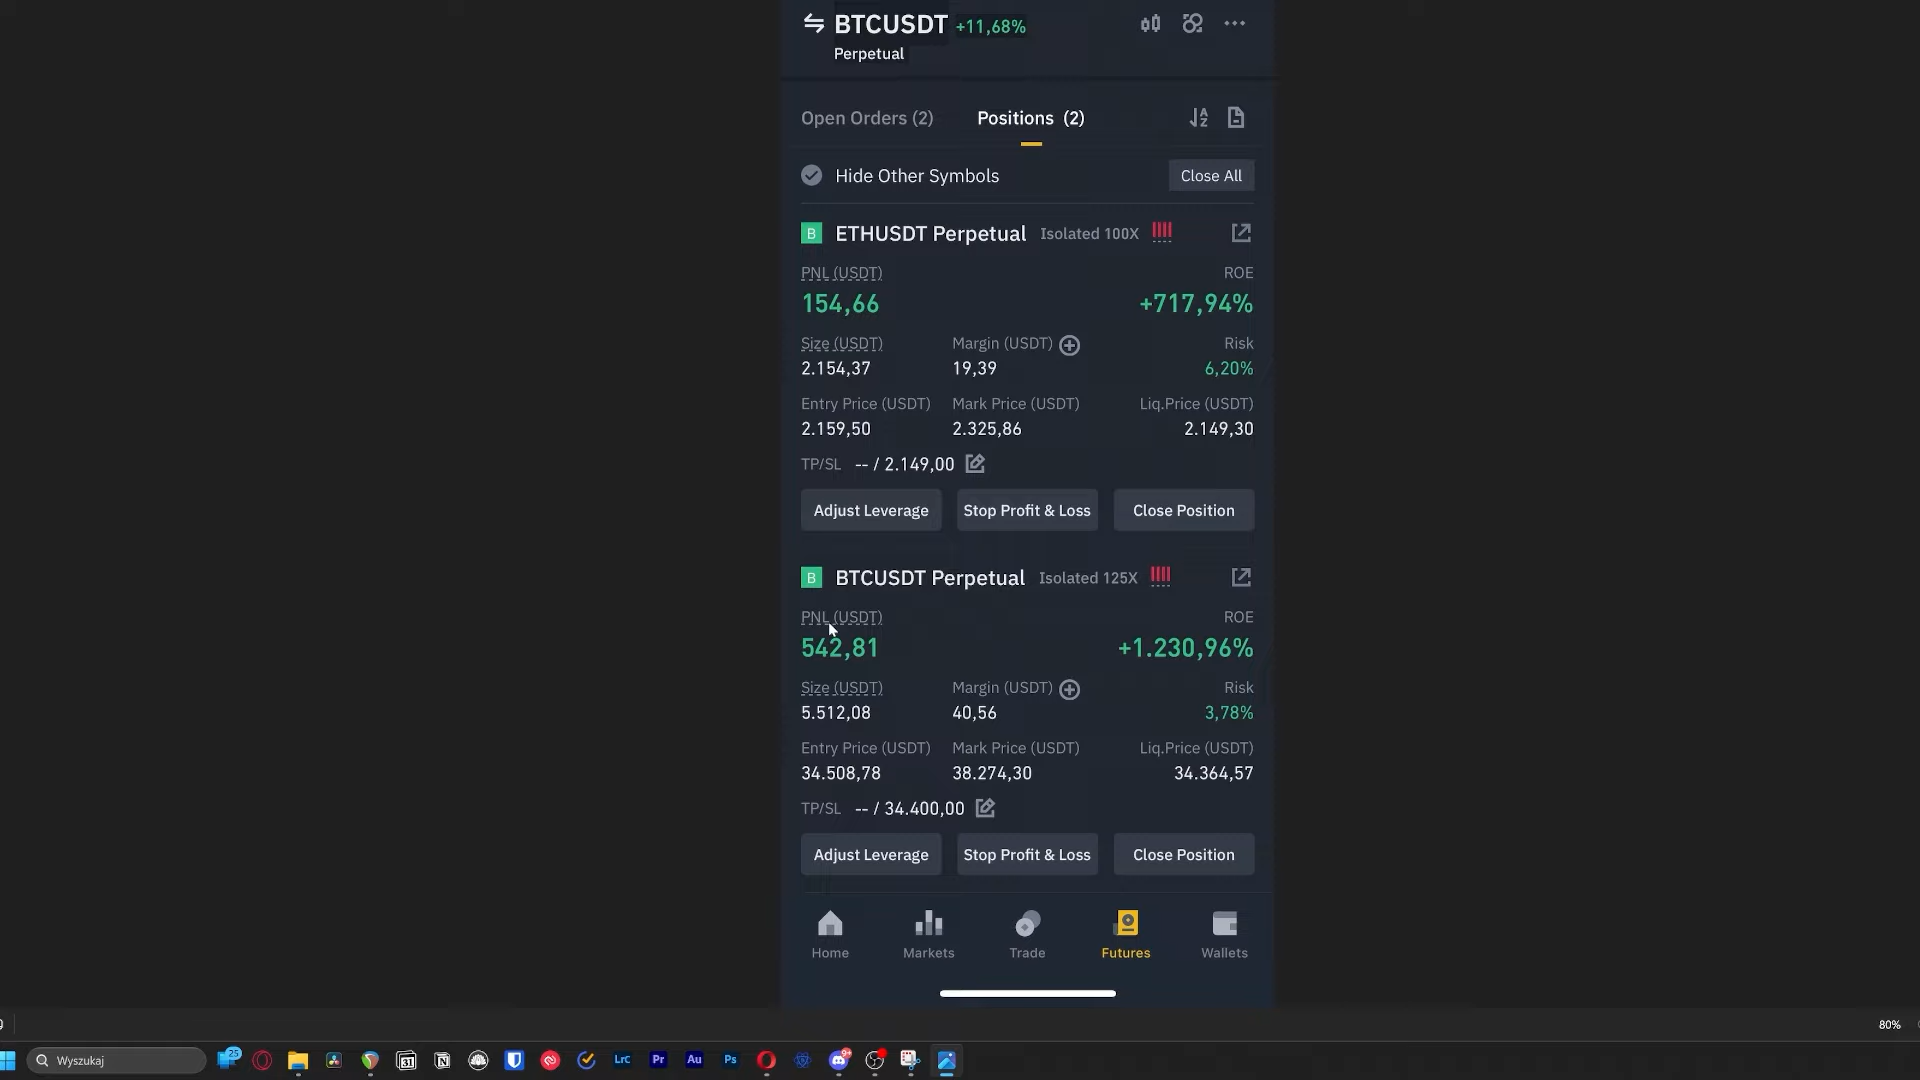 BTCUSDT +11,68%
Perpetual
Open Orders (2) Positions (2)
Hide Other Symbols Close All
B ETHUSDT Perpetual Isolated 100X
PNL (USDT) ROE
154,66 +717,94%
Size (USDT) Margin (USDT) Risk
2.154,37 19,39 6,20%
Entry Price (USDT) Mark Price (USDT) Liq.Price (USDT)
2.159,50 2.325,86 2.149,30
TP/SL -- / 2.149,00
Adjust Leverage Stop Profit & Loss Close Position
B BTCUSDT Perpetual Isolated 125X
PNL (USDT) ROE
542,81 +1.230,96%
Size (USDT) Margin (USDT) Risk
5.512,08 40,56 3,78%
Entry Price (USDT) Mark Price (USDT) Liq.Price (USDT)
34.508,78 38.274,30 34.364,57
TP/SL -- / 34.400,00
Adjust Leverage Stop Profit & Loss Close Position
Home Markets Trade Futures Wallets
80%
Wyszukaj 25 31 Lrc Pr Au Ps